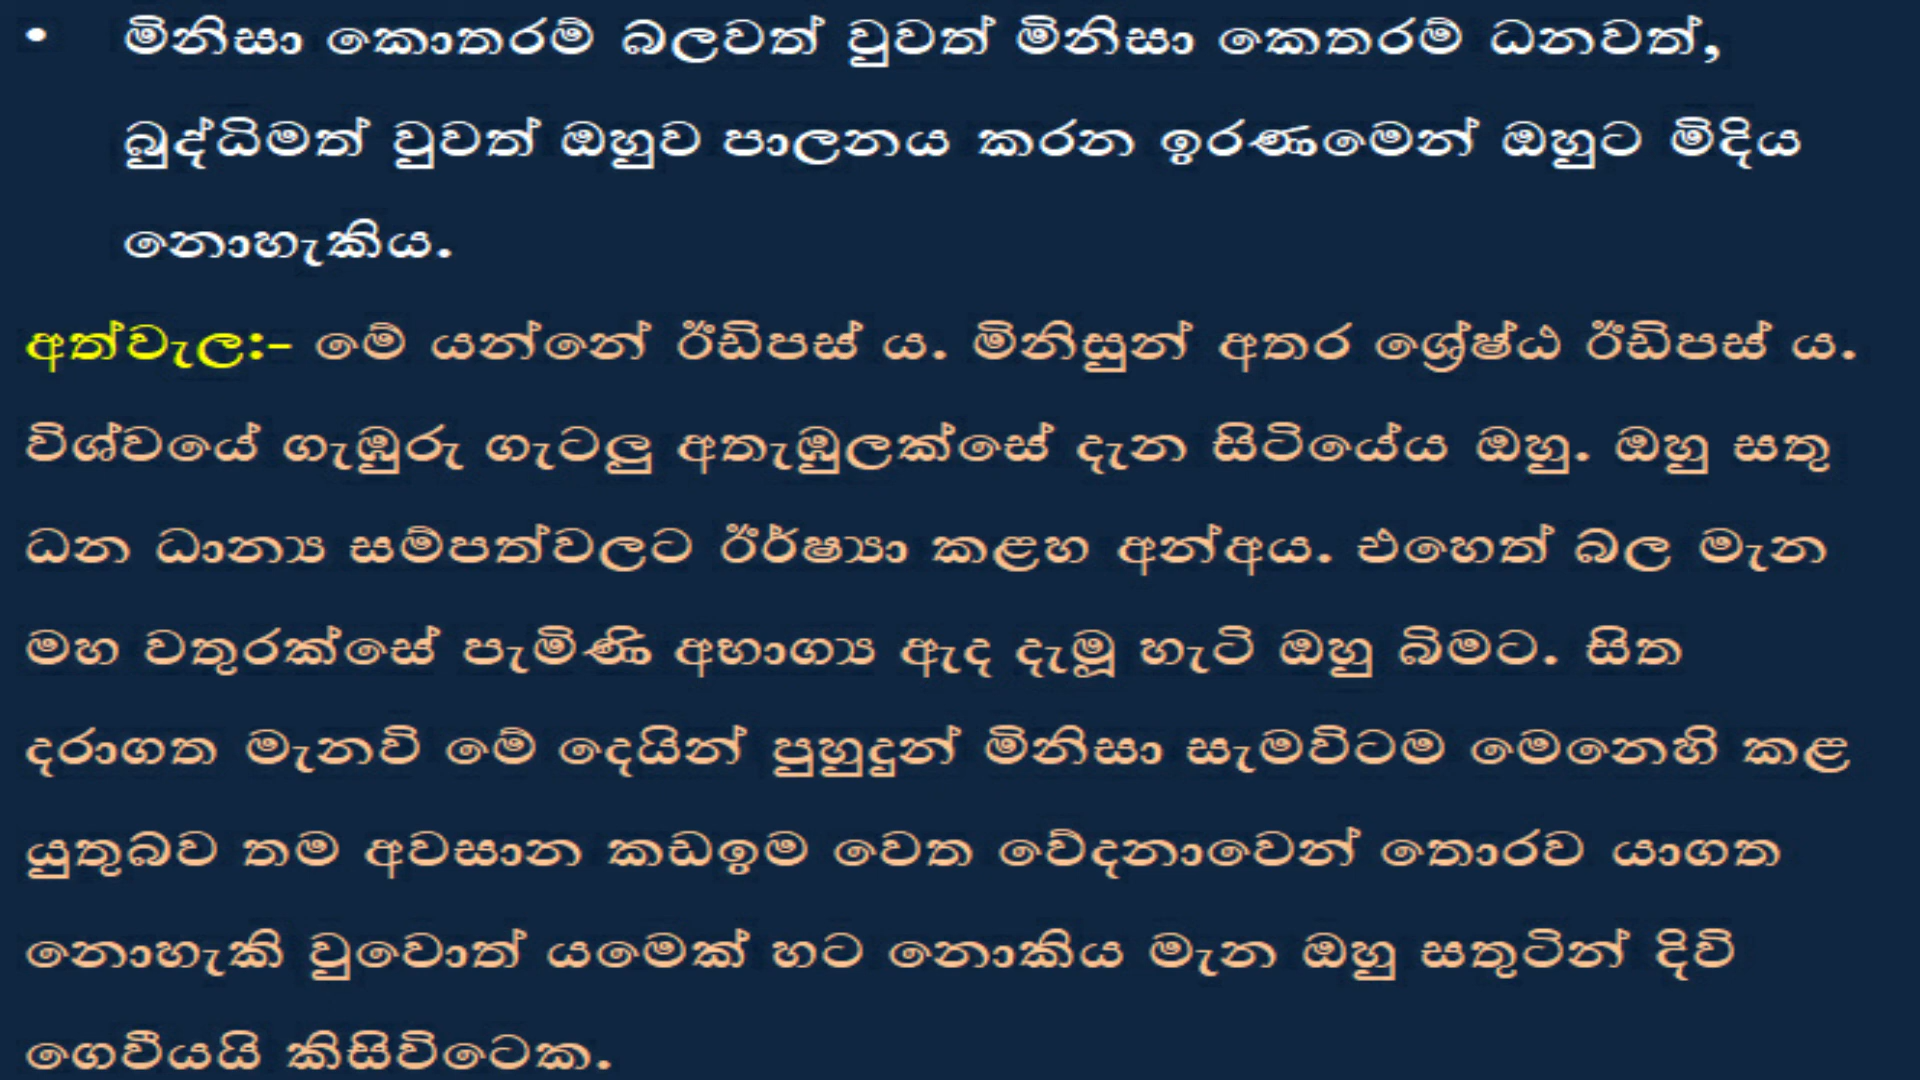 • මිනිසා කොතරම් බලවත් වුවත් මිනිසා කෙතරම් ධනවත්,
බුද්ධිමත් වුවත් ඔහුව පාලනය කරන ඉරණමෙන් ඔහුට මිදිය
නොහැකිය.
අත්වැල:- මේ යන්නේ ඊඩිපස් ය. මිනිසුන් අතර ශ්‍රේෂ්ඨ ඊඩිපස් ය.
විශ්වයේ ගැඹුරු ගැටලු අතැඹුලක්සේ දැන සිටියේය ඔහු. ඔහු සතු
ධන ධාන්‍ය සම්පත්වලට ඊර්ෂ්‍යා කළහ අන්අය. එහෙත් බල මැන
මහ වතුරක්සේ පැමිණි අභාග්‍ය ඇද දැමූ හැටි ඔහු බිමට. සිත
දරාගත මැනවි මේ දෙයින් පුහුදුන් මිනිසා සැමවිටම මෙනෙහි කළ
යුතුබව තම අවසාන කඩඉම වෙත වේදනාවෙන් තොරව යාගත
නොහැකි වුවොත් යමෙක් හට නොකිය මැන ඔහු සතුටින් දිවි
ගෙවීයයි කිසිවිටෙක.